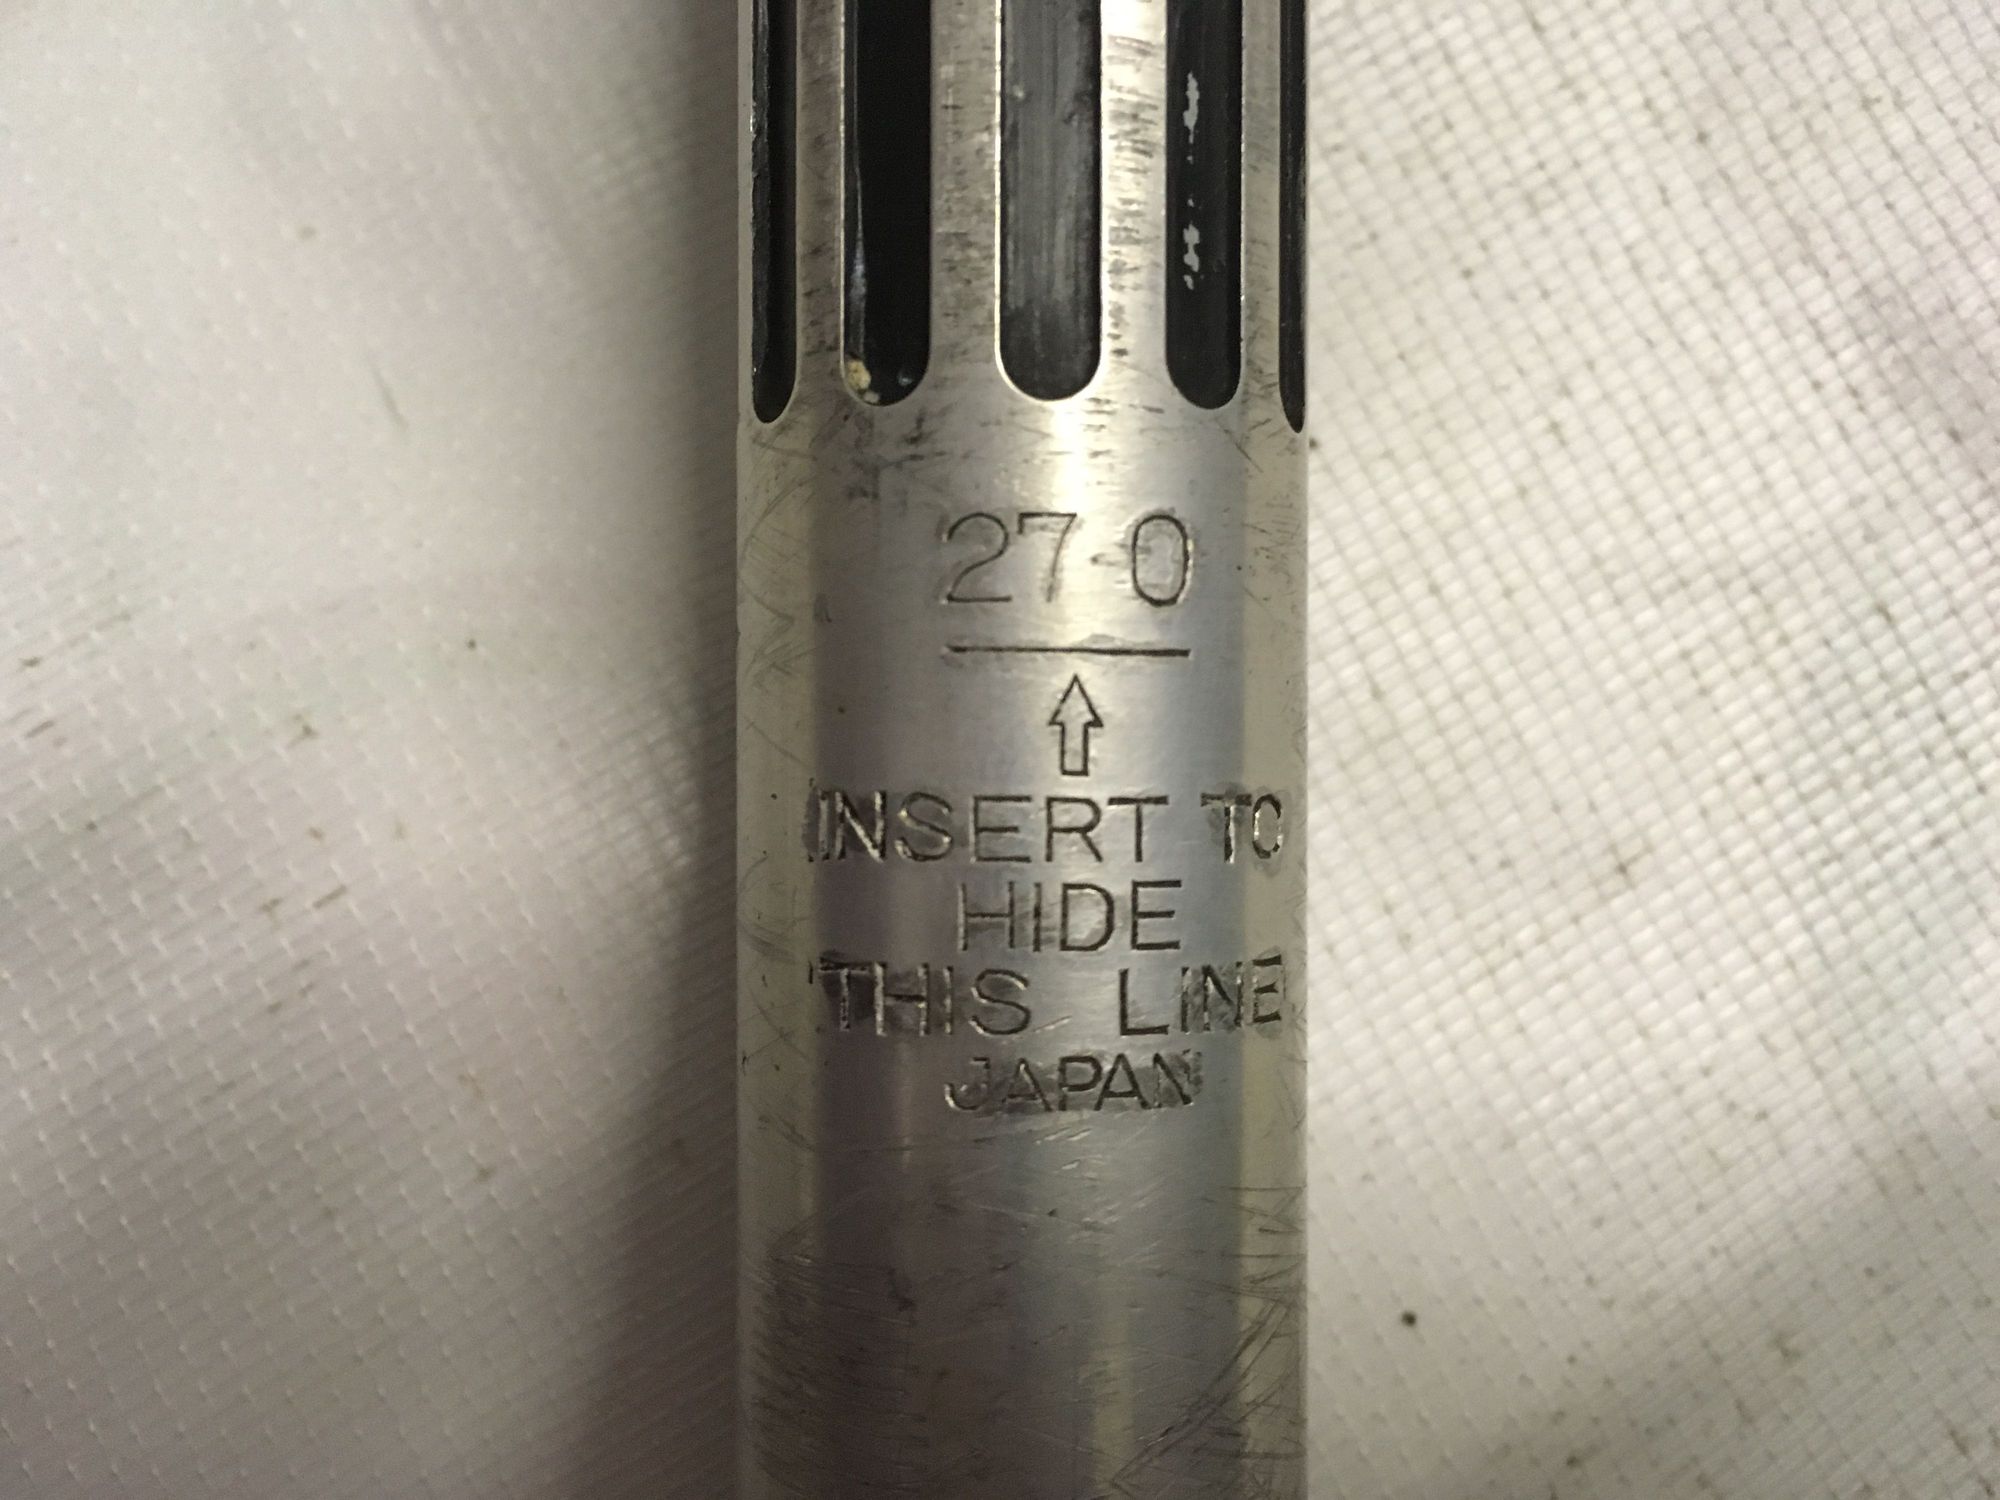 27.0
INSERT TO
HIDE
THIS LINE
JAPAN